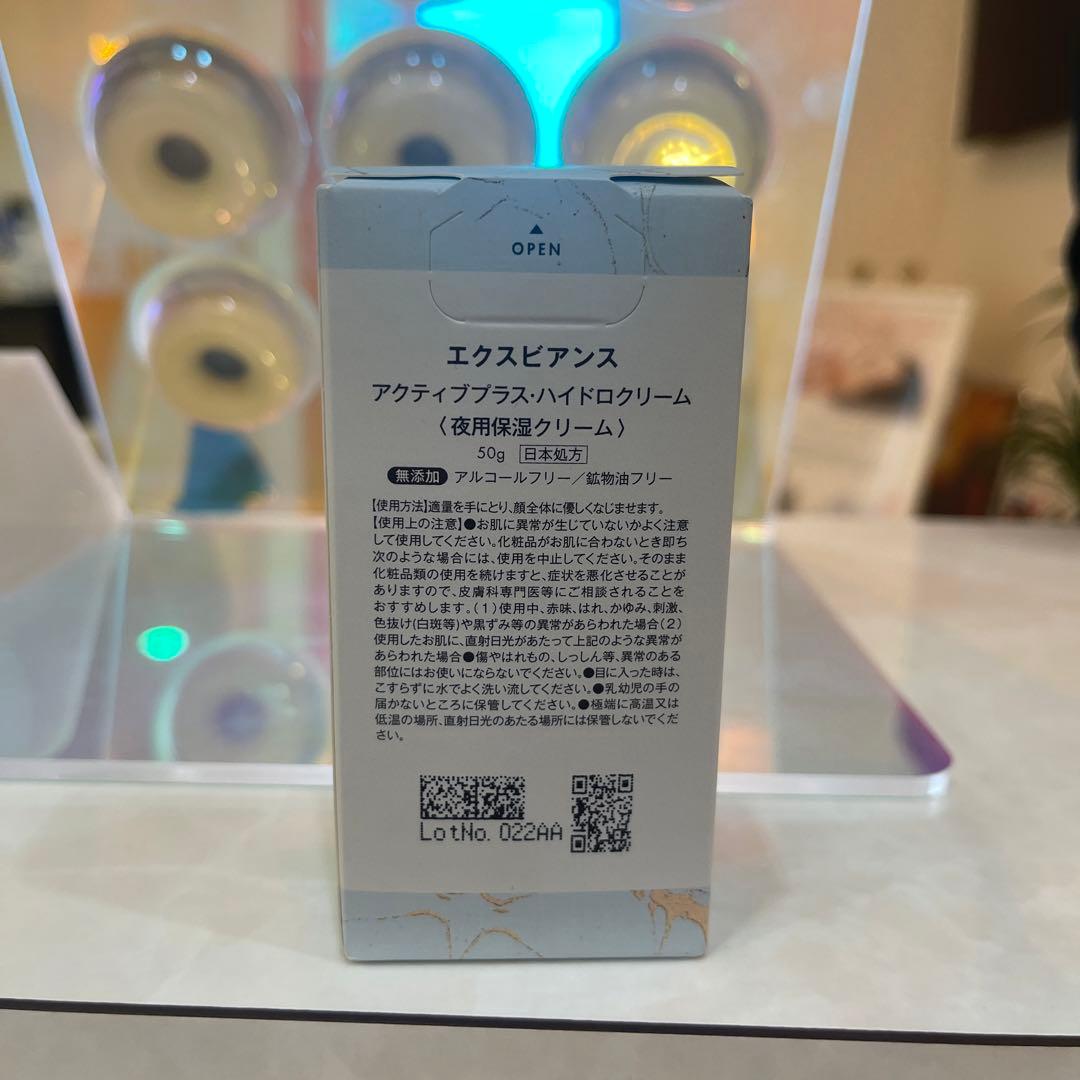 ▲
OPEN
エクスビアンス
アクティブプラス・ハイドロクリーム
〈夜用保湿クリーム〉
50g 日本処方
無添加 アルコールフリー／鉱物油フリー
【使用方法】適量を手にとり、顔全体に優しくなじませます。
【使用上の注意】●お肌に異常が生じていないかよく注意
して使用してください。化粧品がお肌に合わないとき即ち
次のような場合には、使用を中止してください。そのまま
化粧品類の使用を続けますと、症状を悪化させることが
ありますので、皮膚科専門医等にご相談されることを
おすすめします。（1）使用中、赤味、はれ、かゆみ、刺激、
色抜け(白斑等)や黒ずみ等の異常があらわれた場合（2）
使用したお肌に、直射日光があたって上記のような異常が
あらわれた場合●傷やはれもの、しっしん等、異常のある
部位にはお使いにならないでください。●目に入った時は、
こすらずに水でよく洗い流してください。●乳幼児の手の
届かないところに保管してください。●極端に高温又は
低温の場所、直射日光のあたる場所には保管しないでくだ
さい。
LotNo. 022AA